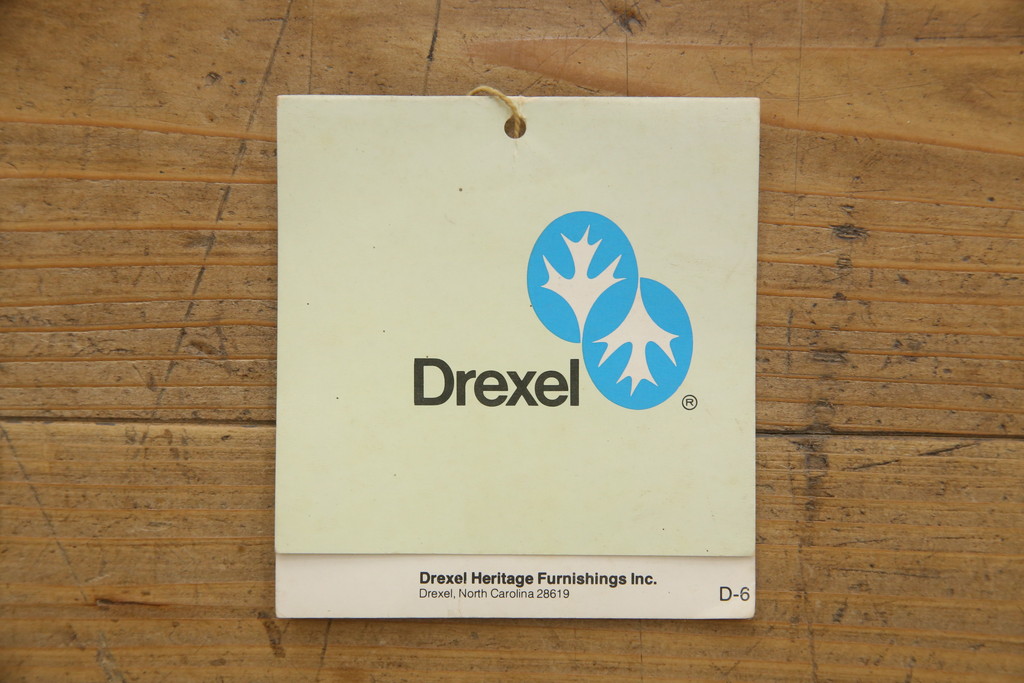 Drexel
®
Drexel Heritage Furnishings Inc.
Drexel, North Carolina 28619
D-6